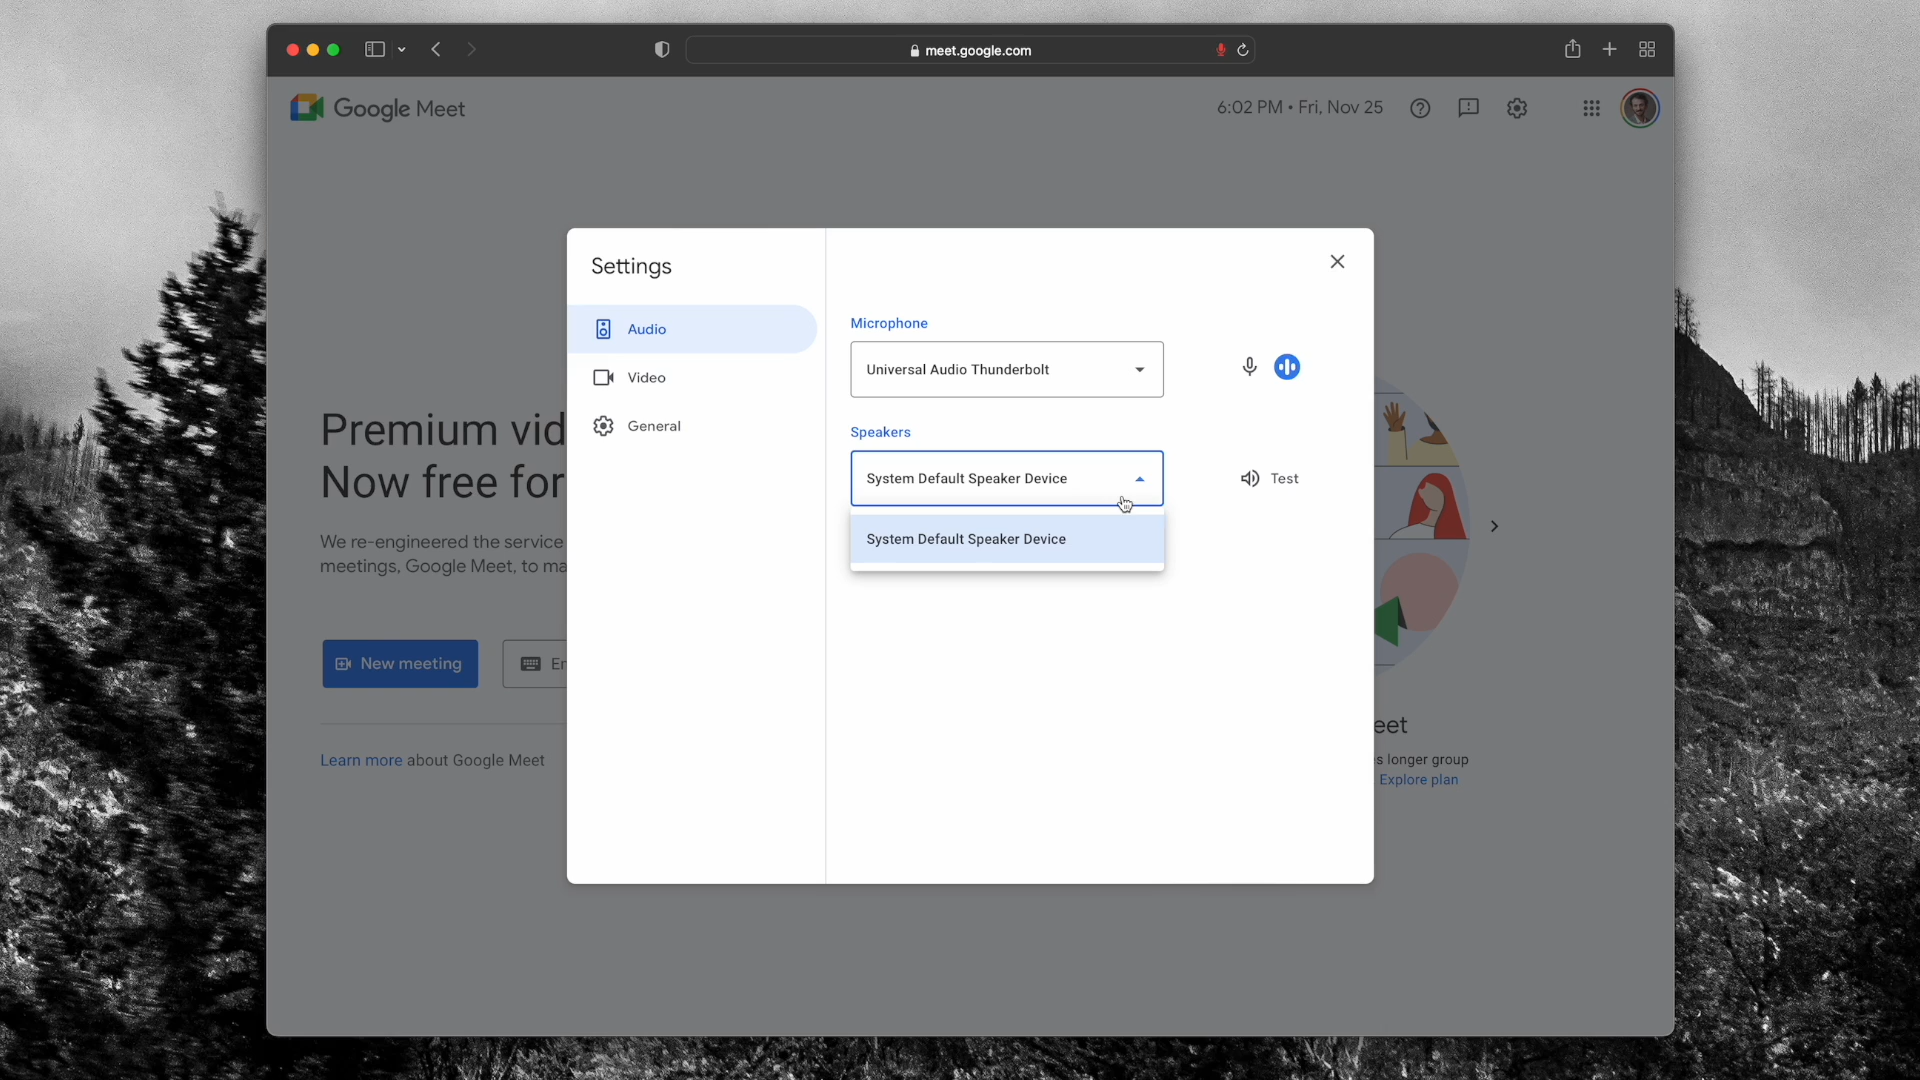 meet.google.com
Google Meet
6:02 PM • Fri, Nov 25
Settings
Audio
Video
General
Microphone
Universal Audio Thunderbolt
Speakers
System Default Speaker Device
Test
System Default Speaker Device
Premium vid
Now free for
We re-engineered the service
meetings, Google Meet, to ma
New meeting
En
Learn more about Google Meet
eet
s longer group
Explore plan